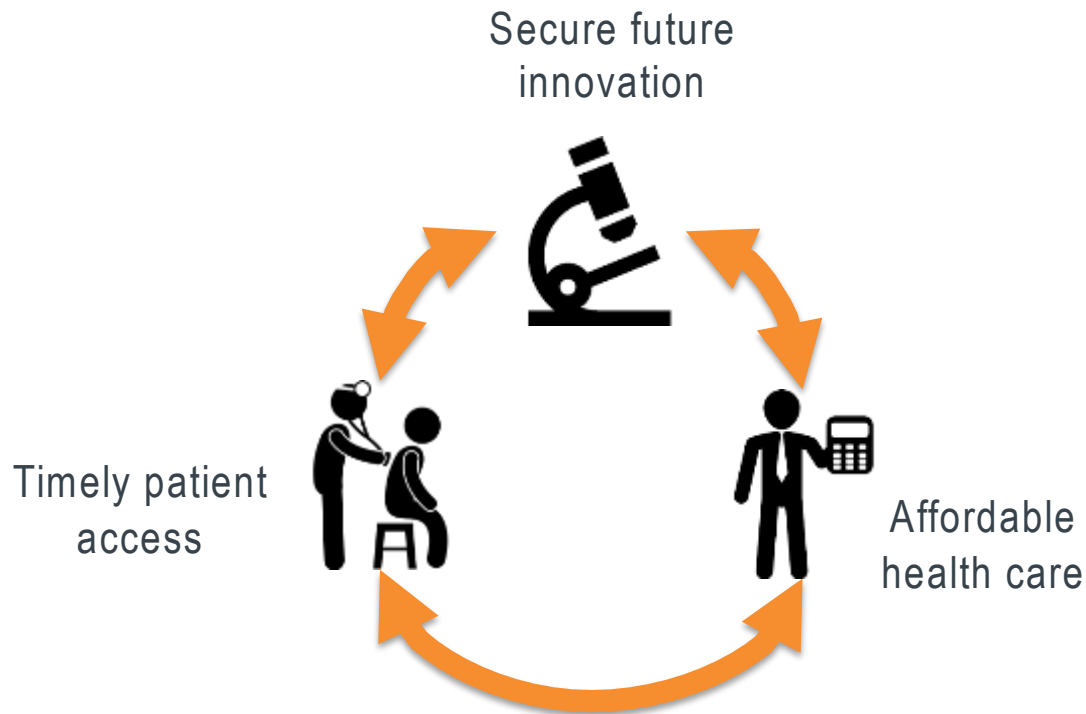 Secure future
innovation
Timely patient
access
Affordable
health care